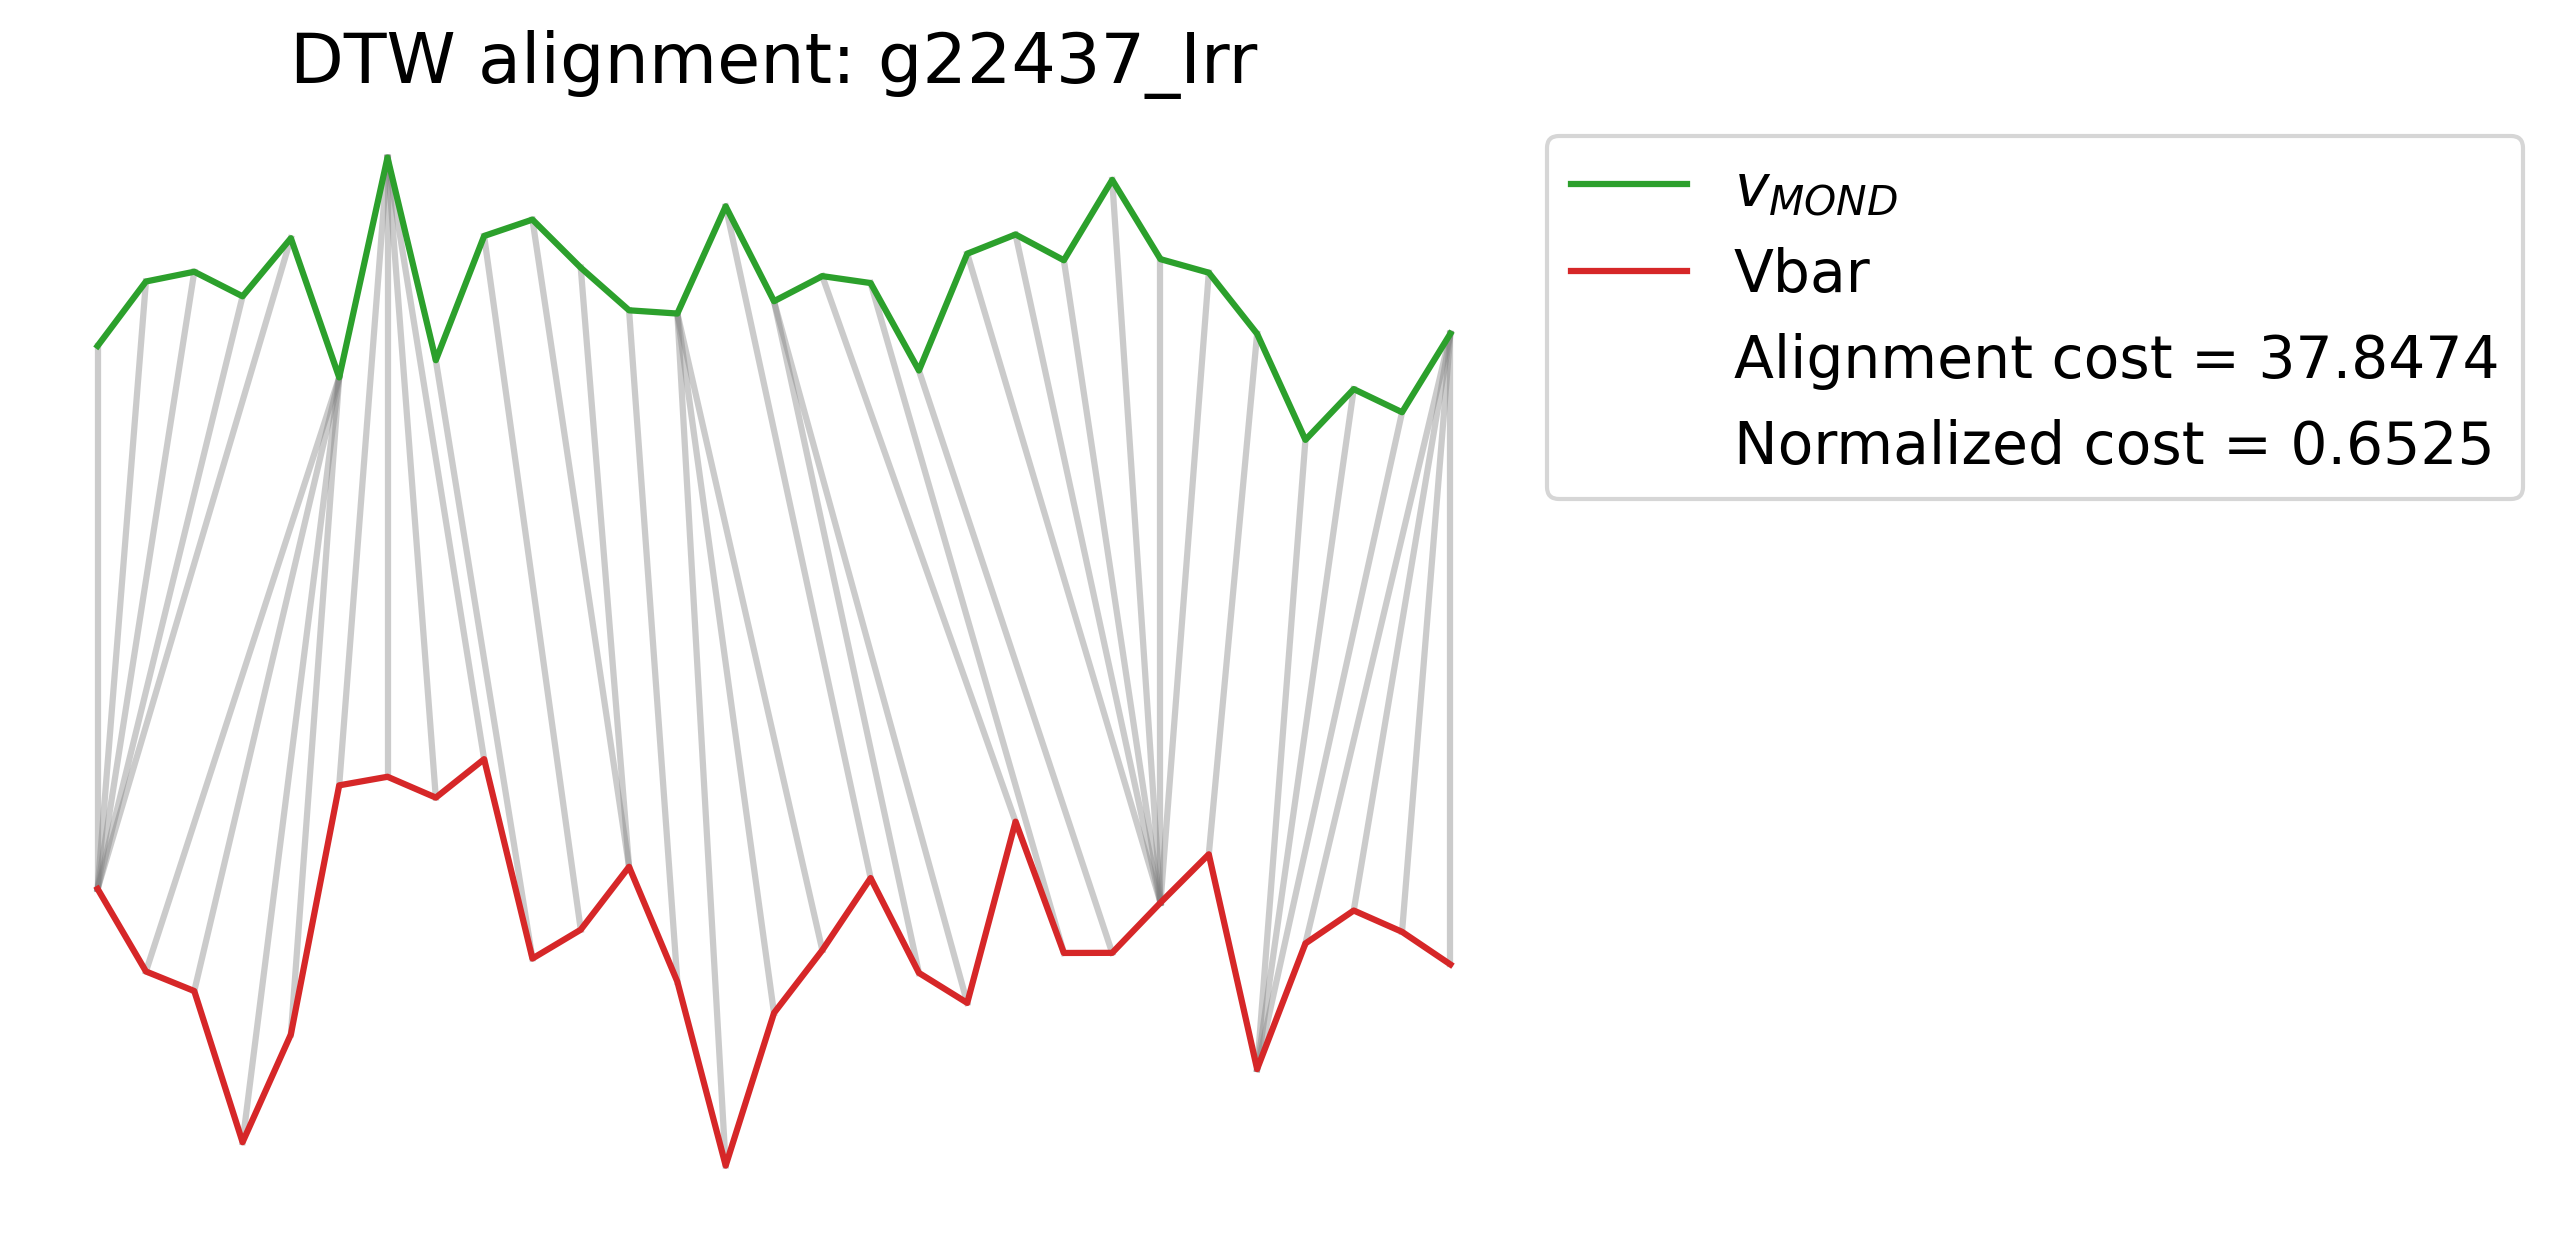 DTW alignment: g22437_Irr
v_MOND
Vbar
Alignment cost = 37.8474
Normalized cost = 0.6525